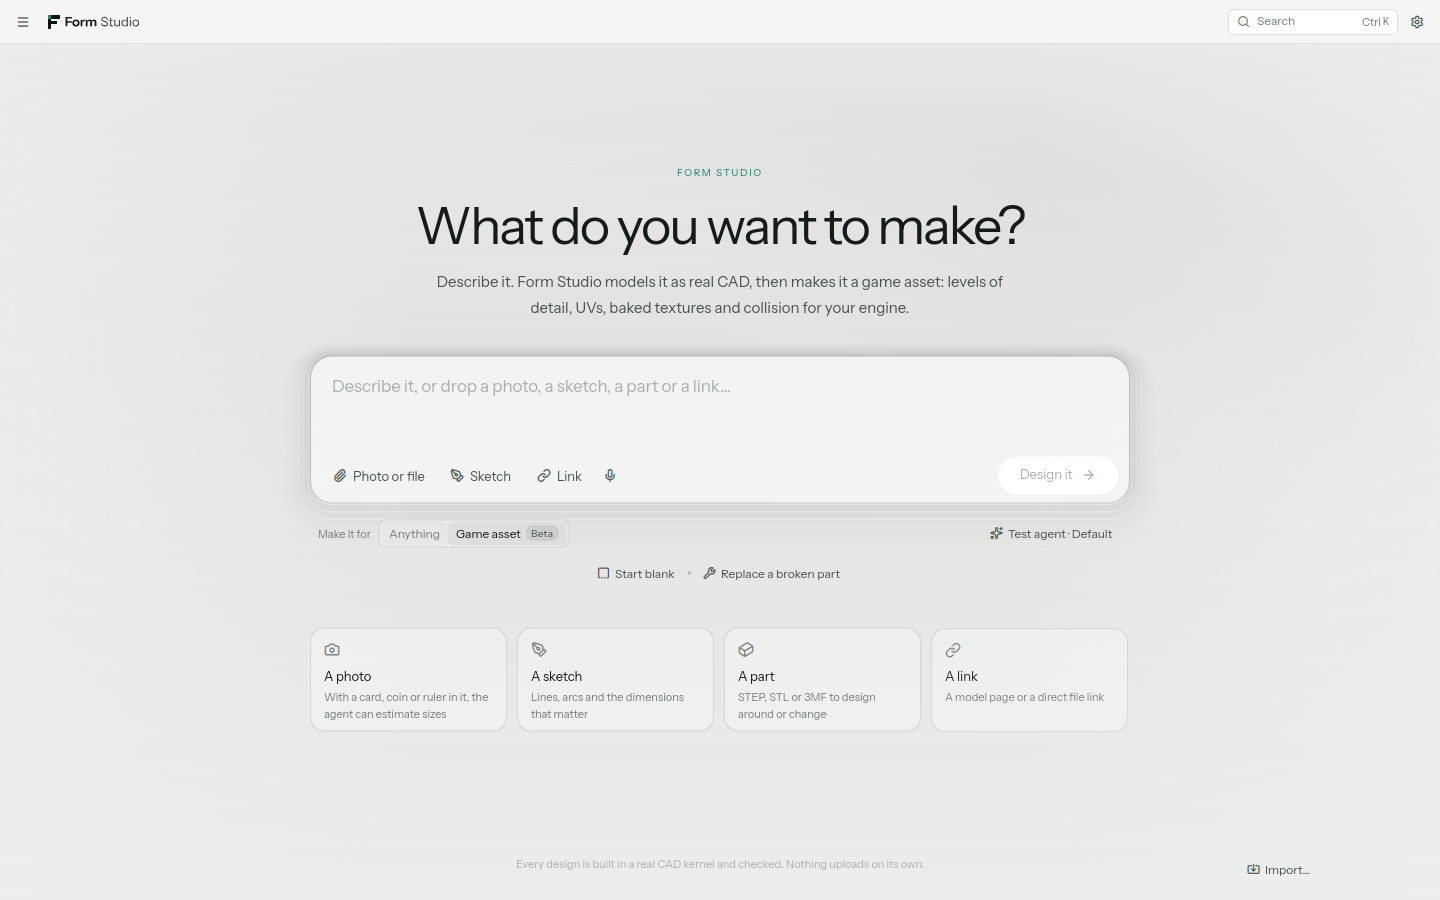 Form Studio
Search
Ctrl K
FORM STUDIO
What do you want to make?
Describe it. Form Studio models it as real CAD, then makes it a game asset: levels of
detail, UVs, baked textures and collision for your engine.
Describe it, or drop a photo, a sketch, a part or a link...
Photo or file
Sketch
Link
Design it
Make it for
Anything
Game asset
Beta
Test agent · Default
Start blank
Replace a broken part
A photo
With a card, coin or ruler in it, the
agent can estimate sizes
A sketch
Lines, arcs and the dimensions
that matter
A part
STEP, STL or 3MF to design
around or change
A link
A model page or a direct file link
Every design is built in a real CAD kernel and checked. Nothing uploads on its own.
Import...